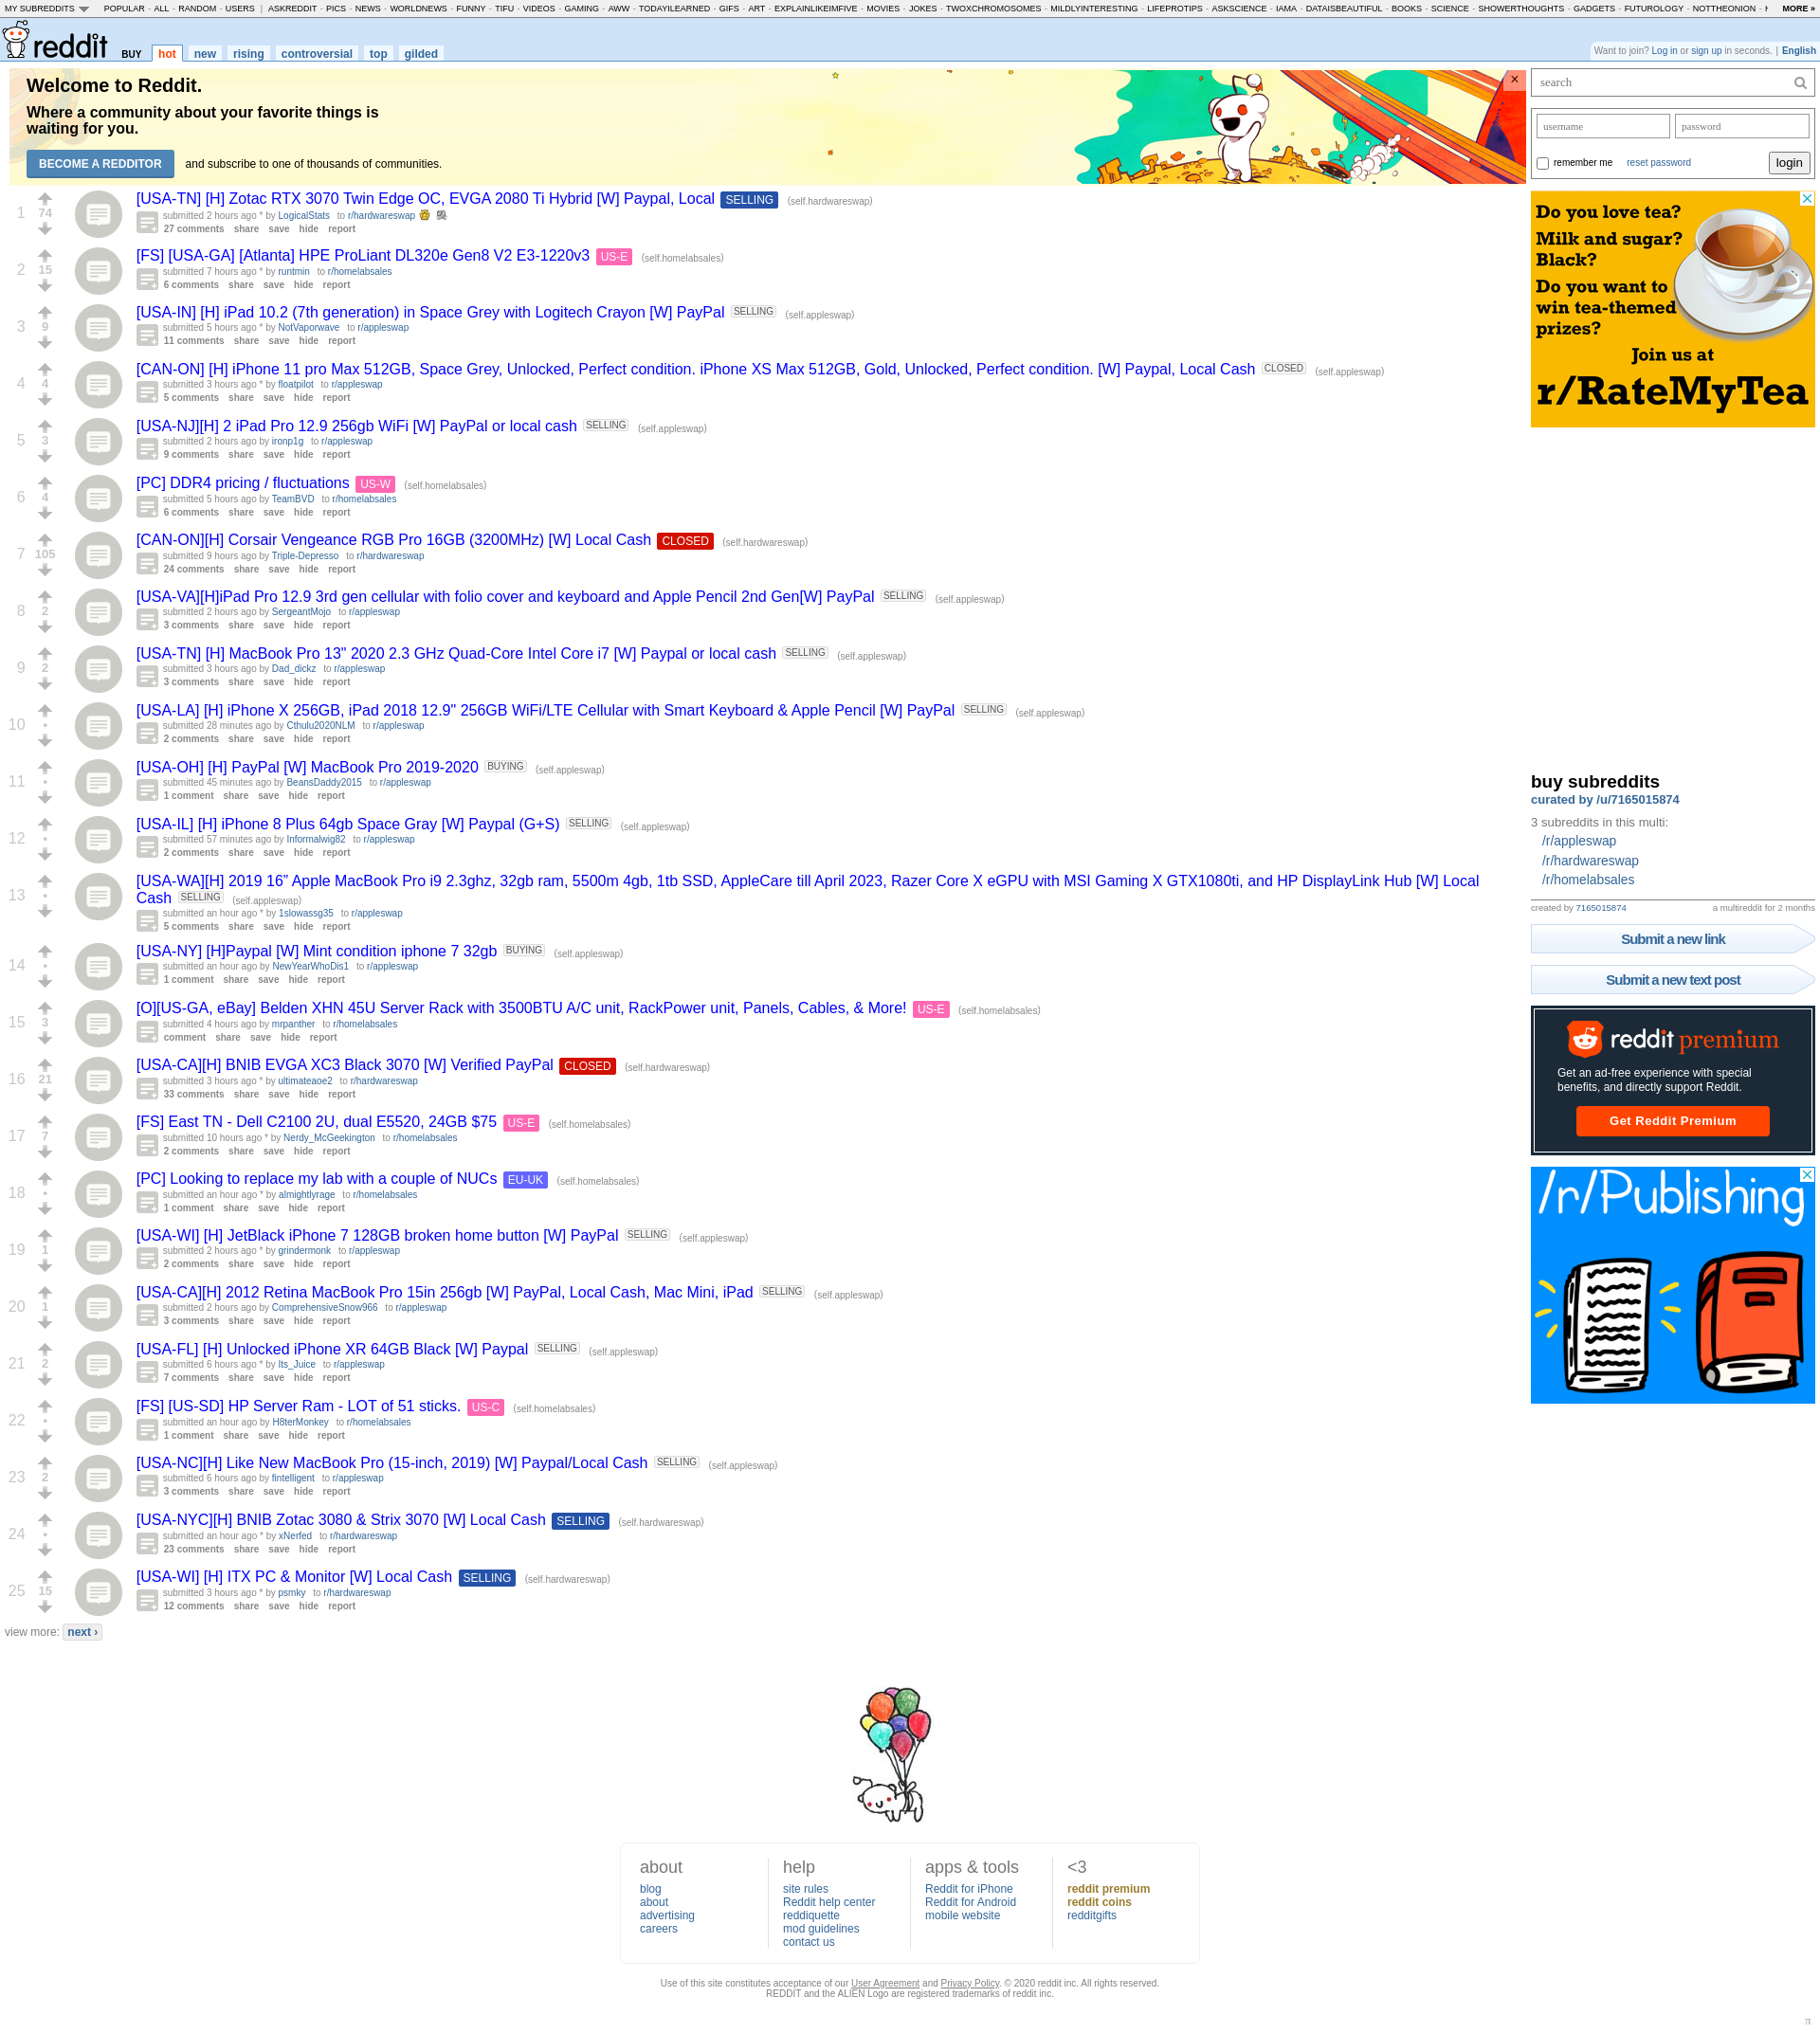 MY SUBREDDITS POPULAR - ALL - RANDOM - USERS | ASKREDDIT - PICS - NEWS - WORLDNEWS - FUNNY - TIFU - VIDEOS - GAMING - AWW - TODAYILEARNED - GIFS - ART - EXPLAINLIKEIMFIVE - MOVIES - JOKES - TWOXCHROMOSOMES - MILDLYINTERESTING - LIFEPROTIPS - ASKSCIENCE - IAMA - DATAISBEAUTIFUL - BOOKS - SCIENCE - SHOWERTHOUGHTS - GADGETS - FUTUROLOGY - NOTTHEONION - MORE »
reddit BUY hot new rising controversial top gilded
Want to join? Log in or sign up in seconds. | English
Welcome to Reddit.
Where a community about your favorite things is
waiting for you.
BECOME A REDDITOR and subscribe to one of thousands of communities.
×
1
74
[USA-TN] [H] Zotac RTX 3070 Twin Edge OC, EVGA 2080 Ti Hybrid [W] Paypal, Local SELLING (self.hardwareswap)
submitted 2 hours ago * by LogicalStats to r/hardwareswap
27 comments share save hide report
2
15
[FS] [USA-GA] [Atlanta] HPE ProLiant DL320e Gen8 V2 E3-1220v3 US-E (self.homelabsales)
submitted 7 hours ago * by runtmin to r/homelabsales
6 comments share save hide report
3
9
[USA-IN] [H] iPad 10.2 (7th generation) in Space Grey with Logitech Crayon [W] PayPal SELLING (self.appleswap)
submitted 5 hours ago * by NotVaporwave to r/appleswap
11 comments share save hide report
4
4
[CAN-ON] [H] iPhone 11 pro Max 512GB, Space Grey, Unlocked, Perfect condition. iPhone XS Max 512GB, Gold, Unlocked, Perfect condition. [W] Paypal, Local Cash CLOSED (self.appleswap)
submitted 3 hours ago * by floatpilot to r/appleswap
5 comments share save hide report
5
3
[USA-NJ][H] 2 iPad Pro 12.9 256gb WiFi [W] PayPal or local cash SELLING (self.appleswap)
submitted 2 hours ago by ironp1g to r/appleswap
9 comments share save hide report
6
4
[PC] DDR4 pricing / fluctuations US-W (self.homelabsales)
submitted 5 hours ago by TeamBVD to r/homelabsales
6 comments share save hide report
7
105
[CAN-ON][H] Corsair Vengeance RGB Pro 16GB (3200MHz) [W] Local Cash CLOSED (self.hardwareswap)
submitted 9 hours ago by Triple-Depresso to r/hardwareswap
24 comments share save hide report
8
2
[USA-VA][H]iPad Pro 12.9 3rd gen cellular with folio cover and keyboard and Apple Pencil 2nd Gen[W] PayPal SELLING (self.appleswap)
submitted 2 hours ago by SergeantMojo to r/appleswap
3 comments share save hide report
9
2
[USA-TN] [H] MacBook Pro 13" 2020 2.3 GHz Quad-Core Intel Core i7 [W] Paypal or local cash SELLING (self.appleswap)
submitted 3 hours ago by Dad_dickz to r/appleswap
3 comments share save hide report
10
•
[USA-LA] [H] iPhone X 256GB, iPad 2018 12.9" 256GB WiFi/LTE Cellular with Smart Keyboard & Apple Pencil [W] PayPal SELLING (self.appleswap)
submitted 28 minutes ago by Cthulu2020NLM to r/appleswap
2 comments share save hide report
11
•
[USA-OH] [H] PayPal [W] MacBook Pro 2019-2020 BUYING (self.appleswap)
submitted 45 minutes ago by BeansDaddy2015 to r/appleswap
1 comment share save hide report
12
•
[USA-IL] [H] iPhone 8 Plus 64gb Space Gray [W] Paypal (G+S) SELLING (self.appleswap)
submitted 57 minutes ago by Informalwig82 to r/appleswap
2 comments share save hide report
13
•
[USA-WA][H] 2019 16” Apple MacBook Pro i9 2.3ghz, 32gb ram, 5500m 4gb, 1tb SSD, AppleCare till April 2023, Razer Core X eGPU with MSI Gaming X GTX1080ti, and HP DisplayLink Hub [W] Local
Cash SELLING (self.appleswap)
submitted an hour ago * by 1slowassg35 to r/appleswap
5 comments share save hide report
14
•
[USA-NY] [H]Paypal [W] Mint condition iphone 7 32gb BUYING (self.appleswap)
submitted an hour ago by NewYearWhoDis1 to r/appleswap
1 comment share save hide report
15
3
[O][US-GA, eBay] Belden XHN 45U Server Rack with 3500BTU A/C unit, RackPower unit, Panels, Cables, & More! US-E (self.homelabsales)
submitted 4 hours ago by mrpanther to r/homelabsales
comment share save hide report
16
21
[USA-CA][H] BNIB EVGA XC3 Black 3070 [W] Verified PayPal CLOSED (self.hardwareswap)
submitted 3 hours ago * by ultimateaoe2 to r/hardwareswap
33 comments share save hide report
17
7
[FS] East TN - Dell C2100 2U, dual E5520, 24GB $75 US-E (self.homelabsales)
submitted 10 hours ago * by Nerdy_McGeekington to r/homelabsales
2 comments share save hide report
18
•
[PC] Looking to replace my lab with a couple of NUCs EU-UK (self.homelabsales)
submitted an hour ago * by almightlyrage to r/homelabsales
1 comment share save hide report
19
1
[USA-WI] [H] JetBlack iPhone 7 128GB broken home button [W] PayPal SELLING (self.appleswap)
submitted 2 hours ago * by grindermonk to r/appleswap
2 comments share save hide report
20
1
[USA-CA][H] 2012 Retina MacBook Pro 15in 256gb [W] PayPal, Local Cash, Mac Mini, iPad SELLING (self.appleswap)
submitted 2 hours ago by ComprehensiveSnow966 to r/appleswap
3 comments share save hide report
21
2
[USA-FL] [H] Unlocked iPhone XR 64GB Black [W] Paypal SELLING (self.appleswap)
submitted 6 hours ago by Its_Juice to r/appleswap
7 comments share save hide report
22
•
[FS] [US-SD] HP Server Ram - LOT of 51 sticks. US-C (self.homelabsales)
submitted an hour ago by H8terMonkey to r/homelabsales
1 comment share save hide report
23
2
[USA-NC][H] Like New MacBook Pro (15-inch, 2019) [W] Paypal/Local Cash SELLING (self.appleswap)
submitted 6 hours ago by fintelligent to r/appleswap
3 comments share save hide report
24
•
[USA-NYC][H] BNIB Zotac 3080 & Strix 3070 [W] Local Cash SELLING (self.hardwareswap)
submitted an hour ago * by xNerfed to r/hardwareswap
23 comments share save hide report
25
15
[USA-WI] [H] ITX PC & Monitor [W] Local Cash SELLING (self.hardwareswap)
submitted 3 hours ago * by psmky to r/hardwareswap
12 comments share save hide report
view more: next ›
search
username password
remember me reset password login
Do you love tea?
Milk and sugar?
Black?
Do you want to
win tea-themed
prizes?
Join us at
r/RateMyTea
buy subreddits
curated by /u/7165015874
3 subreddits in this multi:
/r/appleswap
/r/hardwareswap
/r/homelabsales
created by 7165015874 a multireddit for 2 months
Submit a new link
Submit a new text post
reddit premium
Get an ad-free experience with special
benefits, and directly support Reddit.
Get Reddit Premium
/r/Publishing
about
blog
about
advertising
careers
help
site rules
Reddit help center
reddiquette
mod guidelines
contact us
apps & tools
Reddit for iPhone
Reddit for Android
mobile website
<3
reddit premium
reddit coins
redditgifts
Use of this site constitutes acceptance of our User Agreement and Privacy Policy. © 2020 reddit inc. All rights reserved.
REDDIT and the ALIEN Logo are registered trademarks of reddit inc.
π